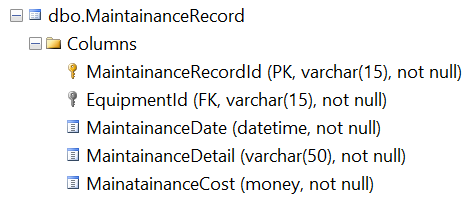 dbo.MaintainanceRecord
Columns
MaintainanceRecordId (PK, varchar(15), not null)
EquipmentId (FK, varchar(15), not null)
MaintainanceDate (datetime, not null)
MaintainanceDetail (varchar(50), not null)
MainatainanceCost (money, not null)